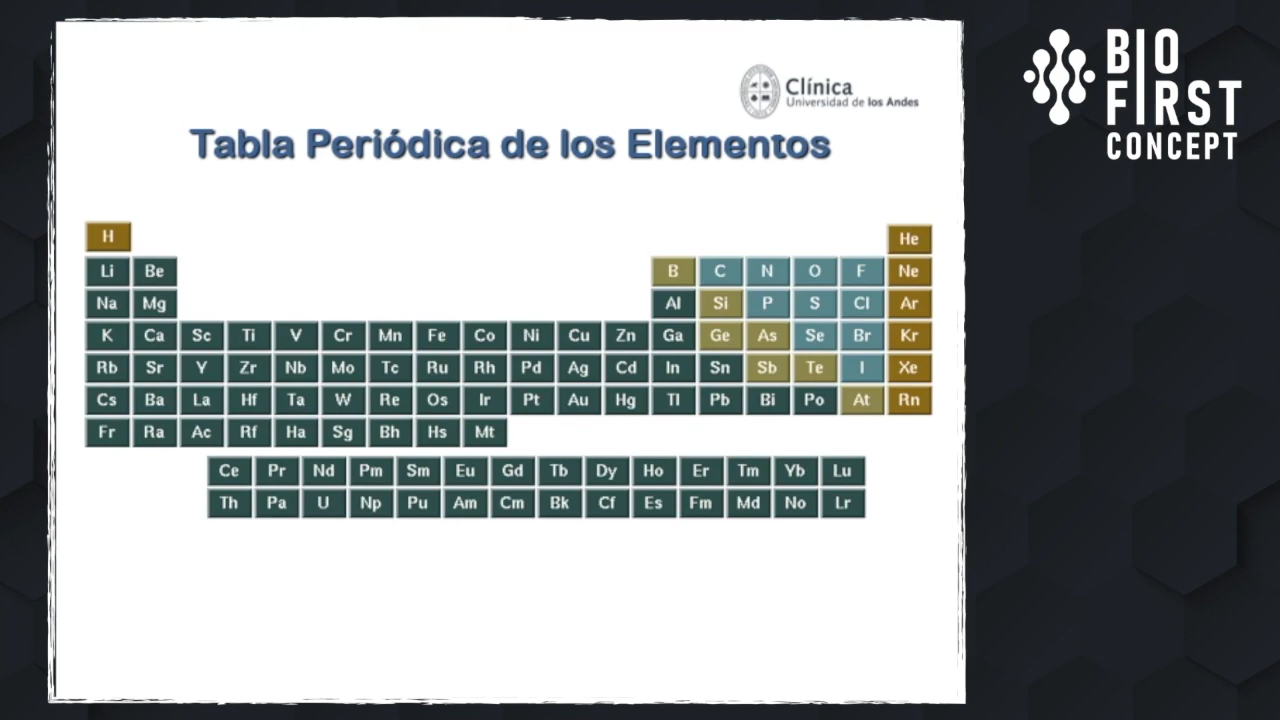 Clínica
Universidad de los Andes
BIO
FIRST
CONCEPT
Tabla Periódica de los Elementos
H He
Li Be B C N O F Ne
Na Mg Al Si P S Cl Ar
K Ca Sc Ti V Cr Mn Fe Co Ni Cu Zn Ga Ge As Se Br Kr
Rb Sr Y Zr Nb Mo Tc Ru Rh Pd Ag Cd In Sn Sb Te I Xe
Cs Ba La Hf Ta W Re Os Ir Pt Au Hg Tl Pb Bi Po At Rn
Fr Ra Ac Rf Ha Sg Bh Hs Mt
Ce Pr Nd Pm Sm Eu Gd Tb Dy Ho Er Tm Yb Lu
Th Pa U Np Pu Am Cm Bk Cf Es Fm Md No Lr